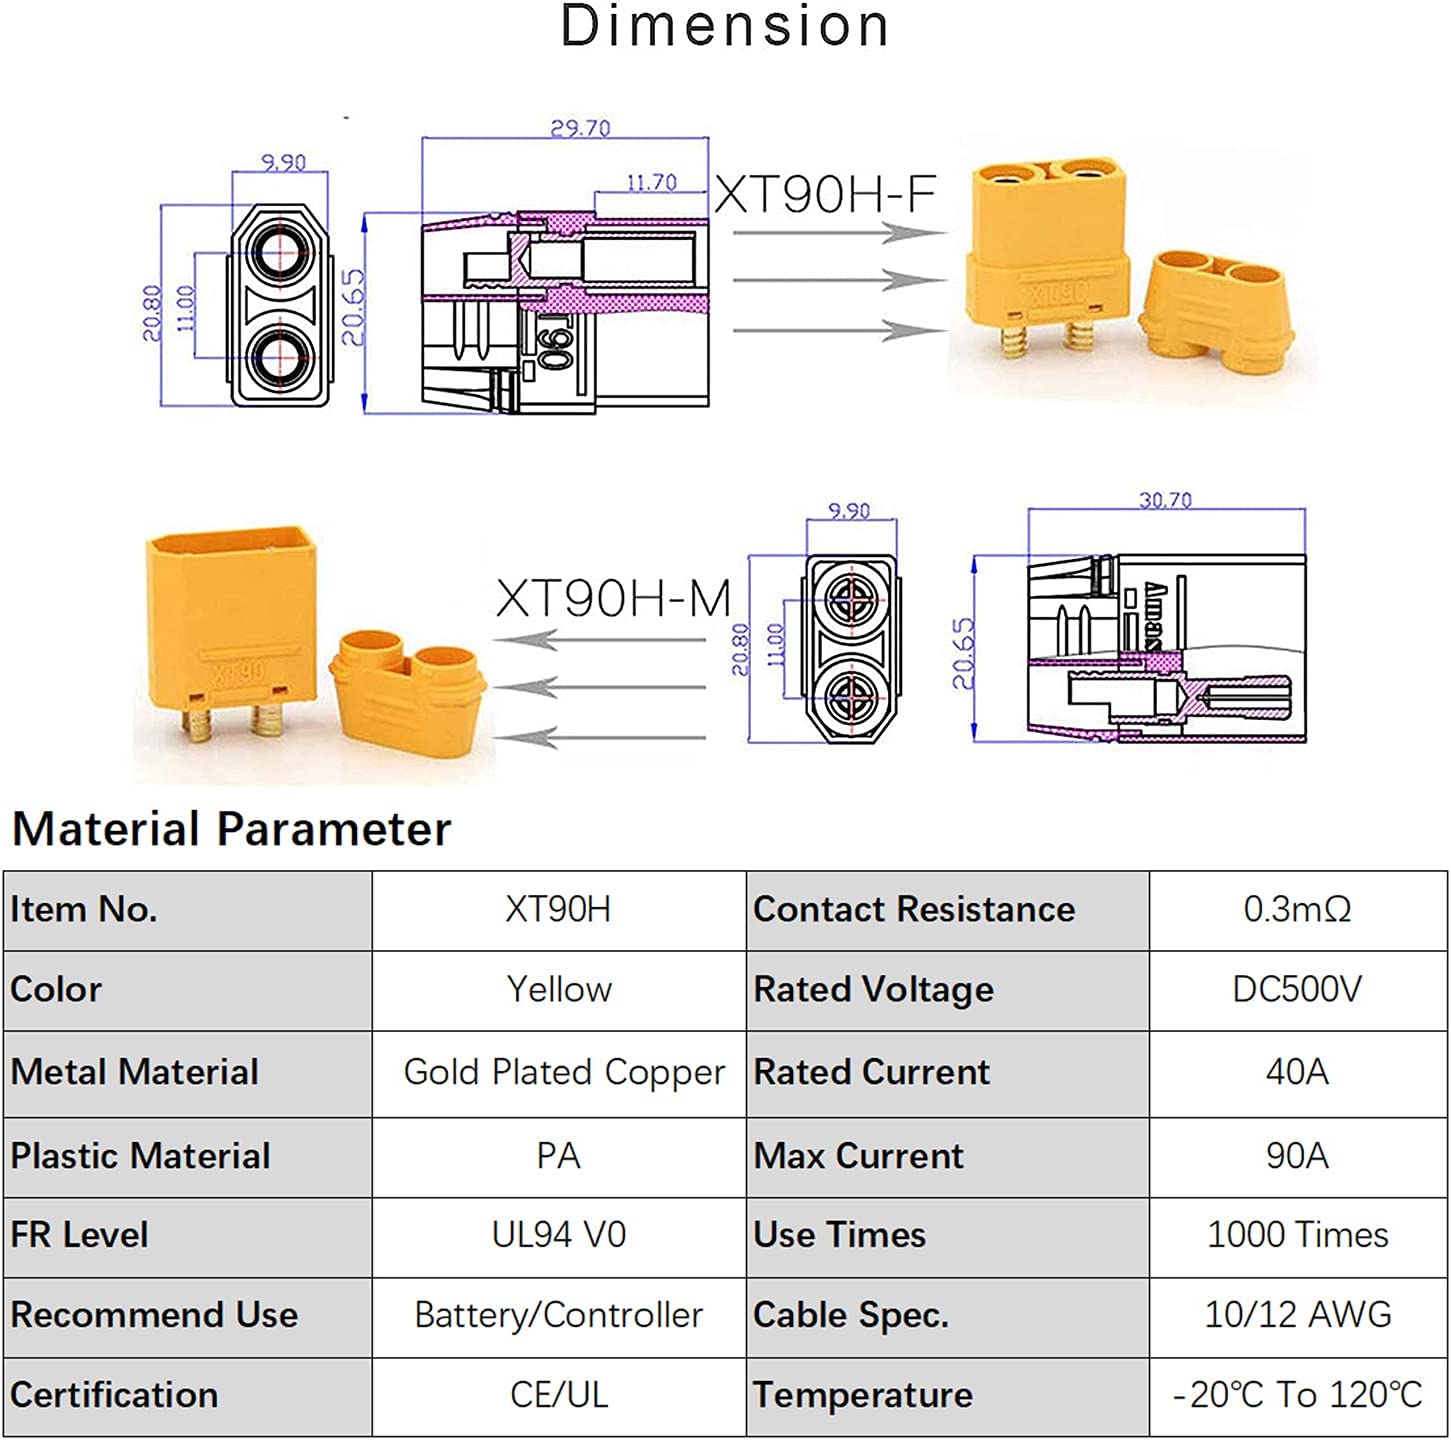 Dimension
29.70
9.90
11.70
XT90H-F
20.80
11.00
20.65
XT90
30.70
9.90
XT90H-M
20.80
11.00
20.65
Amas
XT90
Material Parameter
Item No. XT90H Contact Resistance 0.3mΩ
Color Yellow Rated Voltage DC500V
Metal Material Gold Plated Copper Rated Current 40A
Plastic Material PA Max Current 90A
FR Level UL94 V0 Use Times 1000 Times
Recommend Use Battery/Controller Cable Spec. 10/12 AWG
Certification CE/UL Temperature -20℃ To 120℃